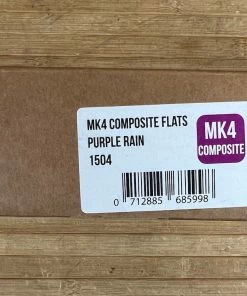 MK4 COMPOSITE FLATS
PURPLE RAIN
1504
MK4
COMPOSITE
0 712885 685998